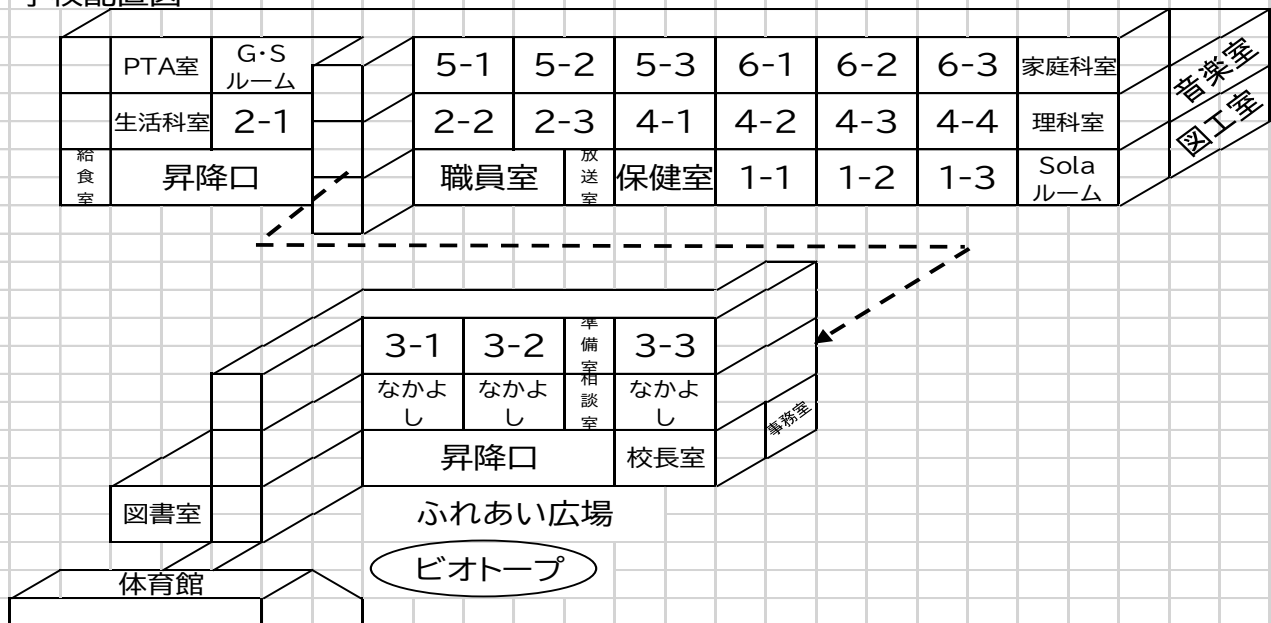 学校配置図
PTA室
G・S
ルーム
5-1
5-2
5-3
6-1
6-2
6-3
家庭科室
音楽室
生活科室
2-1
2-2
2-3
4-1
4-2
4-3
4-4
理科室
図工室
給食室
昇降口
職員室
放送室
保健室
1-1
1-2
1-3
Sola
ルーム
3-1
3-2
準備室
3-3
なかよ
し
なかよ
し
相談室
なかよ
し
事務室
昇降口
校長室
図書室
ふれあい広場
ビオトープ
体育館